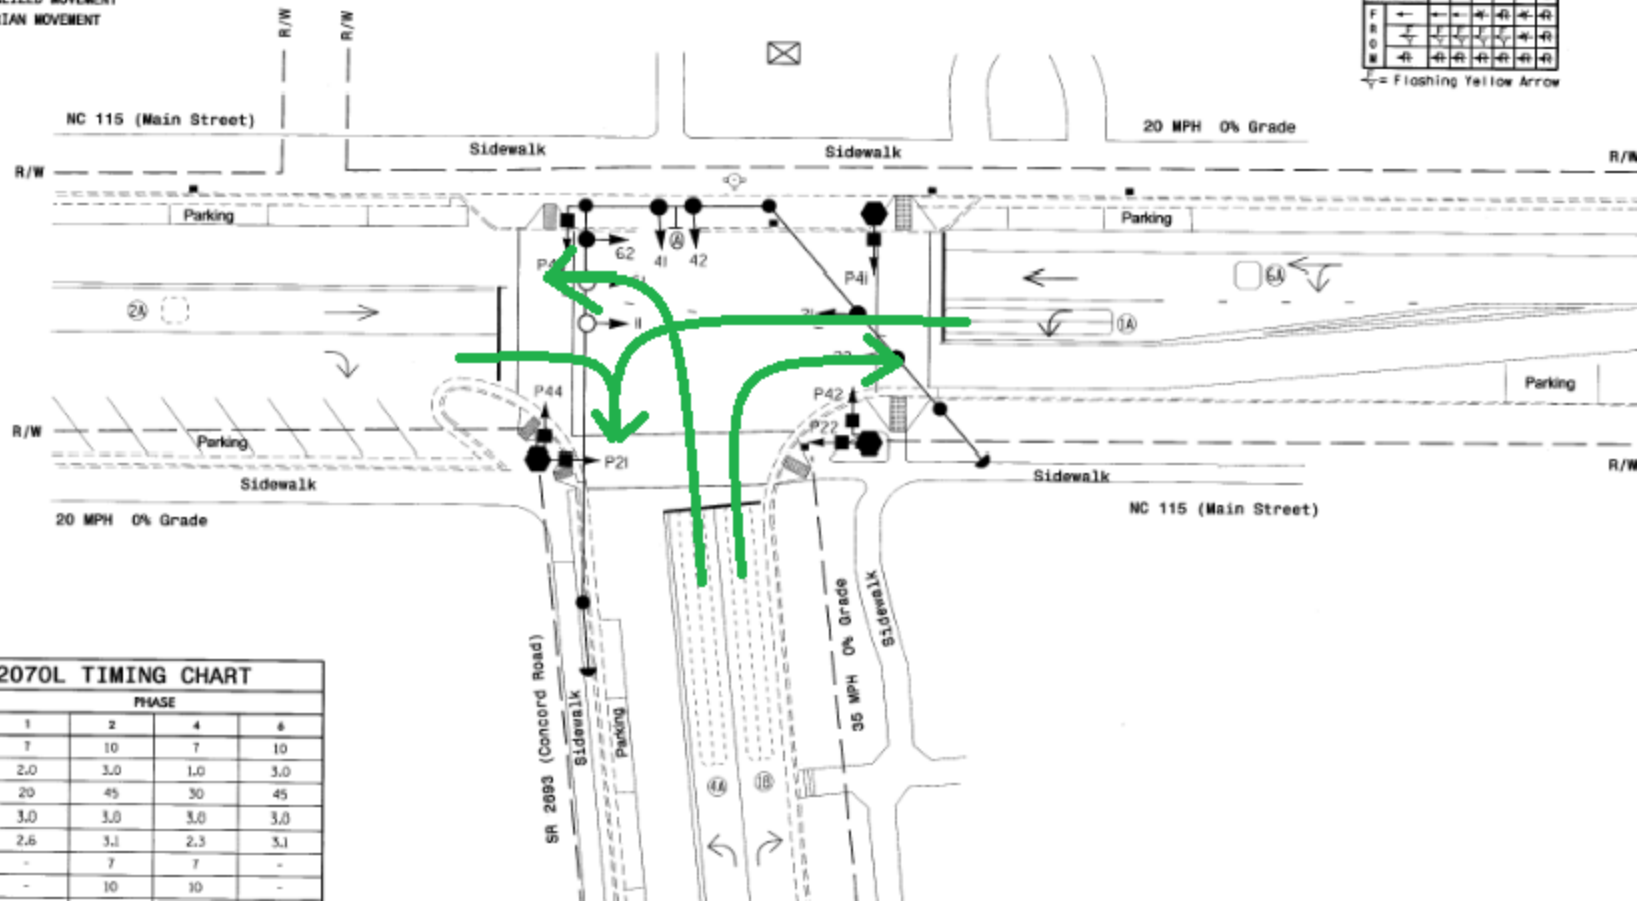 IAN MOVEMENT
R/W
R/W
F
R
O
W
= Flashing Yellow Arrow
NC 115 (Main Street)
20 MPH 0% Grade
Sidewalk
Sidewalk
R/W
R/W
Parking
Parking
62
41
42
A
P41
2A
11
6A
1A
P44
P42
P22
P21
Parking
R/W
Parking
R/W
Sidewalk
Sidewalk
20 MPH 0% Grade
NC 115 (Main Street)
SR 2693 (Concord Road)
Sidewalk
Parking
35 MPH 0% Grade
Sidewalk
4A
1B
2070L TIMING CHART
PHASE
1 2 4 6
7 10 7 10
2.0 3.0 1.0 3.0
20 45 30 45
3.0 3.0 3.0 3.0
2.6 3.1 2.3 3.1
- 7 7 -
- 10 10 -